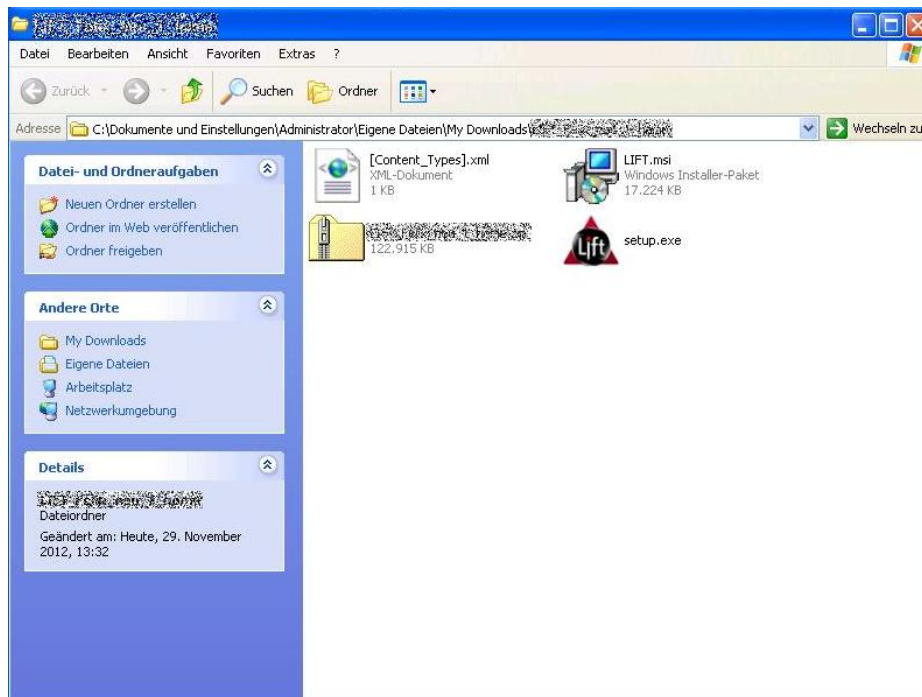 Datei Bearbeiten Ansicht Favoriten Extras ?
Zurück Suchen Ordner
Adresse C:\Dokumente und Einstellungen\Administrator\Eigene Dateien\My Downloads\ Wechseln zu
Datei- und Ordneraufgaben
Neuen Ordner erstellen
Ordner im Web veröffentlichen
Ordner freigeben
Andere Orte
My Downloads
Eigene Dateien
Arbeitsplatz
Netzwerkumgebung
Details
Dateiordner
Geändert am: Heute, 29. November
2012, 13:32
[Content_Types].xml
XML-Dokument
1 KB
LIFT.msi
Windows Installer-Paket
17.224 KB
122.915 KB
Lift
setup.exe